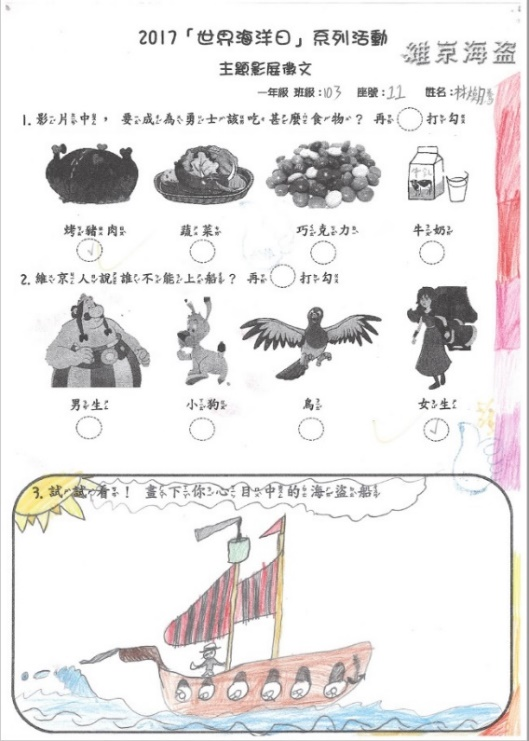 2017「世界海洋日」系列活動
維京海盜
主題影展徵文
一年級 班級：103 座號：11 姓名：林
1. 影片中，要成為勇士該吃甚麼食物？再 打勾
烤豬肉 蔬菜 巧克力 牛奶
2. 維京人說誰不能上船？再 打勾
男生 小狗 鳥 女生
3. 試試看！畫下你心目中的海盜船